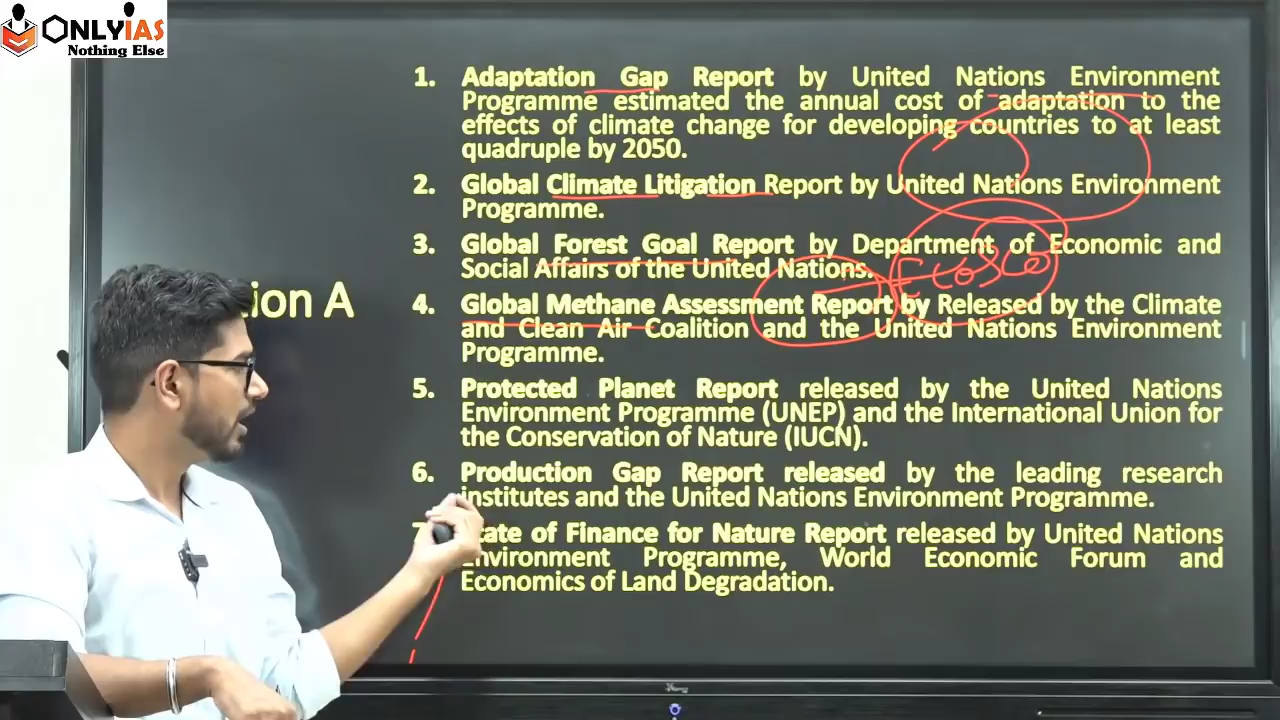 ONLYIAS
Nothing Else
1. Adaptation Gap Report by United Nations Environment
Programme estimated the annual cost of adaptation to the
effects of climate change for developing countries to at least
quadruple by 2050.
2. Global Climate Litigation Report by United Nations Environment
Programme.
3. Global Forest Goal Report by Department of Economic and
Social Affairs of the United Nations.
ECOSCO
tion A
4. Global Methane Assessment Report by Released by the Climate
and Clean Air Coalition and the United Nations Environment
Programme.
5. Protected Planet Report released by the United Nations
Environment Programme (UNEP) and the International Union for
the Conservation of Nature (IUCN).
6. Production Gap Report released by the leading research
institutes and the United Nations Environment Programme.
7 State of Finance for Nature Report released by United Nations
Environment Programme, World Economic Forum and
Economics of Land Degradation.